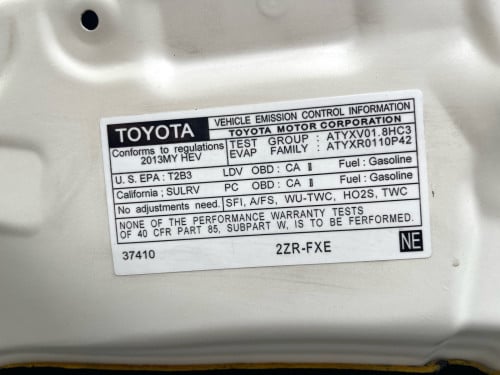 TOYOTA
VEHICLE EMISSION CONTROL INFORMATION
TOYOTA MOTOR CORPORATION
Conforms to regulations
2013MY HEV
TEST GROUP : ATYXV01.8HC3
EVAP FAMILY : ATYXR0110P42
U. S. EPA : T2B3 LDV OBD : CA II Fuel : Gasoline
California ; SULRV PC OBD : CA II Fuel : Gasoline
No adjustments need. SFI, A/FS, WU-TWC, HO2S, TWC
NONE OF THE PERFORMANCE WARRANTY TESTS
OF 40 CFR PART 85, SUBPART W, IS TO BE PERFORMED.
37410 2ZR-FXE NE